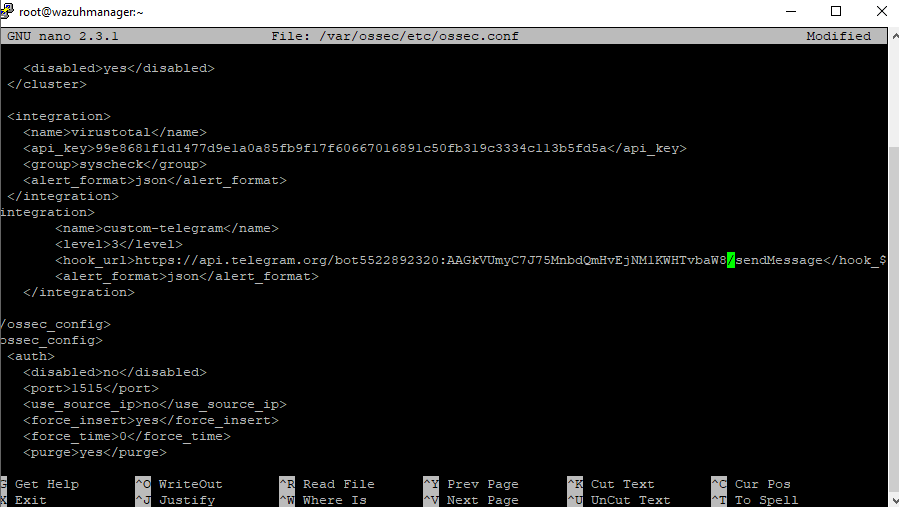 root@wazuhmanager:~
GNU nano 2.3.1 File: /var/ossec/etc/ossec.conf Modified
<disabled>yes</disabled>
</cluster>
<integration>
<name>virustotal</name>
<api_key>99e8681f1d1477d9e1a0a85fb9f17f60667016891c50fb319c3334c113b5fd5a</api_key>
<group>syscheck</group>
<alert_format>json</alert_format>
</integration>
integration>
<name>custom-telegram</name>
<level>3</level>
<hook_url>https://api.telegram.org/bot5522892320:AAGkVUmyC7J75MnbdQmHvEjNM1KWHTvbaW8/sendMessage</hook_$
<alert_format>json</alert_format>
</integration>
/ossec_config>
ossec_config>
<auth>
<disabled>no</disabled>
<port>1515</port>
<use_source_ip>no</use_source_ip>
<force_insert>yes</force_insert>
<force_time>0</force_time>
<purge>yes</purge>
G Get Help ^O WriteOut ^R Read File ^Y Prev Page ^K Cut Text ^C Cur Pos
X Exit ^J Justify ^W Where Is ^V Next Page ^U UnCut Text ^T To Spell